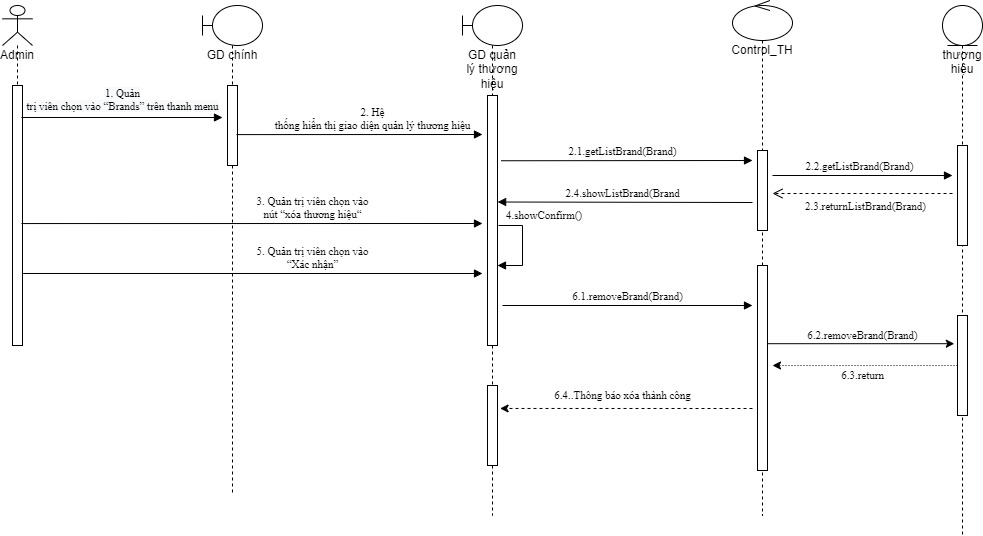 Admin
GD chính
GD quản
lý thương
hiệu
Control_TH
thương
hiệu
1. Quản
trị viên chọn vào “Brands” trên thanh menu
2. Hệ
thống hiển thị giao diện quản lý thương hiệu
2.1.getListBrand(Brand)
2.2.getListBrand(Brand)
2.4.showListBrand(Brand
2.3.returnListBrand(Brand)
3. Quản trị viên chọn vào
nút “xóa thương hiệu“
4.showConfirm()
5. Quản trị viên chọn vào
“Xác nhận”
6.1.removeBrand(Brand)
6.2.removeBrand(Brand)
6.3.return
6.4..Thông báo xóa thành công